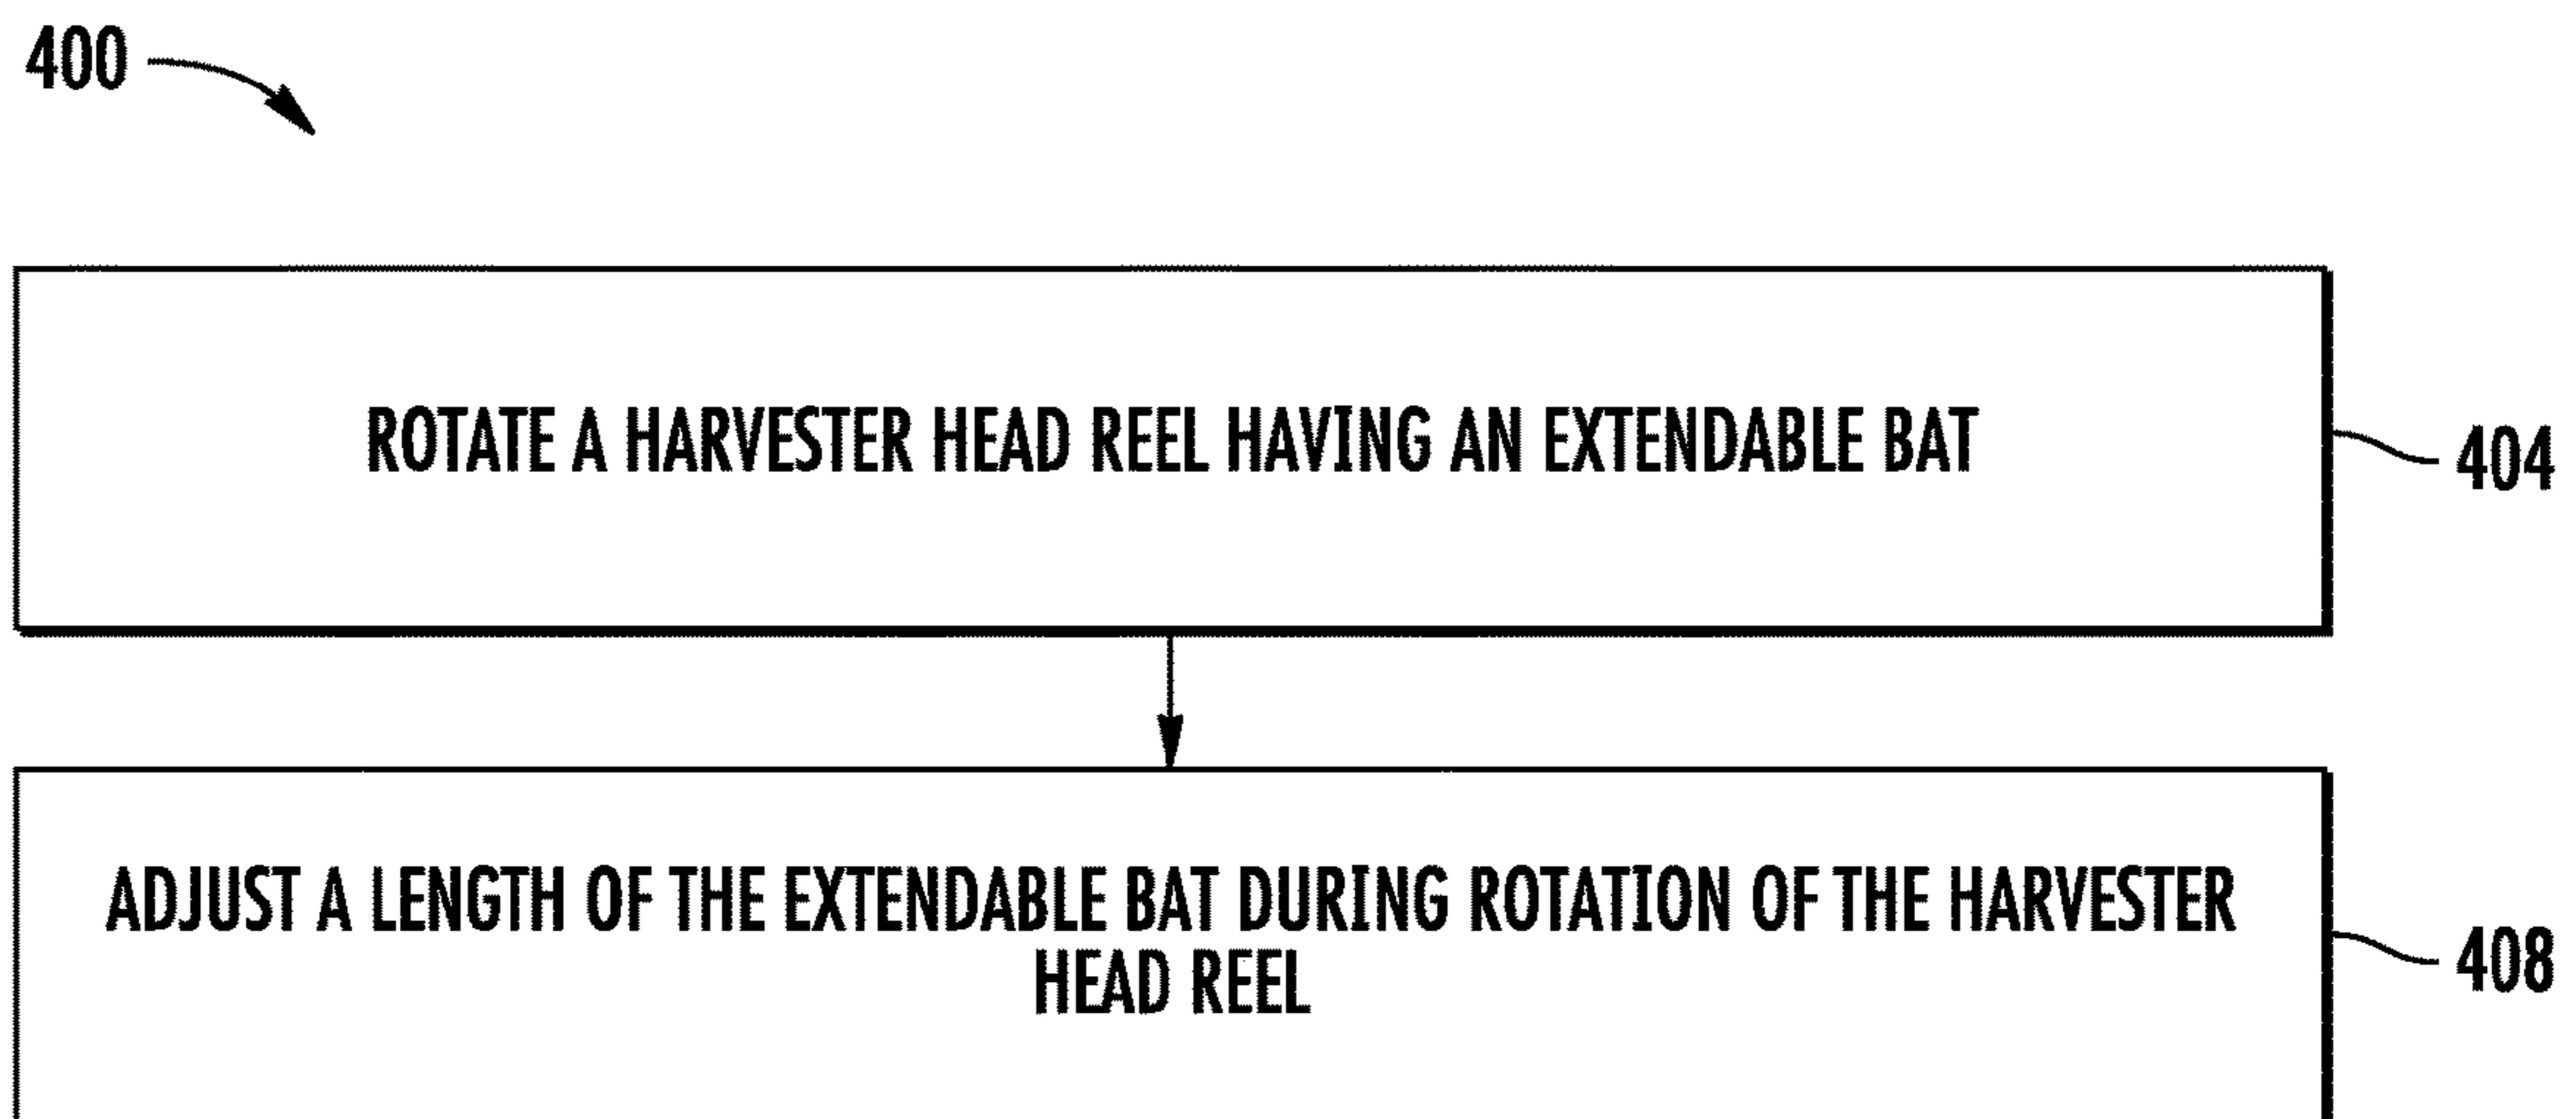 400
ROTATE A HARVESTER HEAD REEL HAVING AN EXTENDABLE BAT
404
ADJUST A LENGTH OF THE EXTENDABLE BAT DURING ROTATION OF THE HARVESTER
HEAD REEL
408